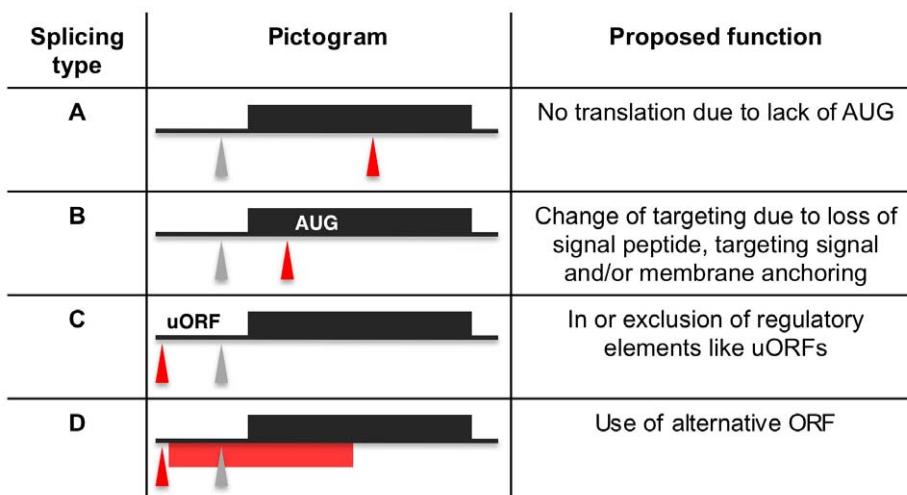 Splicing
type
Pictogram
Proposed function
A
No translation due to lack of AUG
B
AUG
Change of targeting due to loss of
signal peptide, targeting signal
and/or membrane anchoring
C
uORF
In or exclusion of regulatory
elements like uORFs
D
Use of alternative ORF